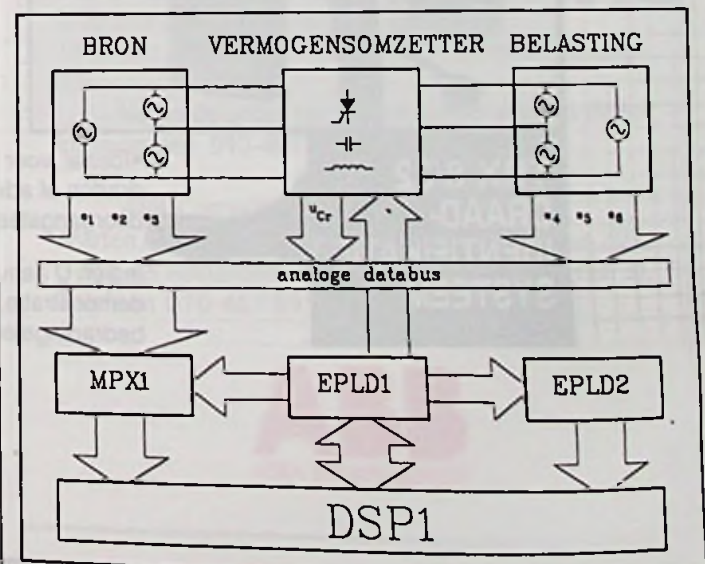 BRON VERMOGENSOMZETTER BELASTING
e1 e2 e3 uCr e4 e5 e6
analoge databus
MPX1 EPLD1 EPLD2
DSP1